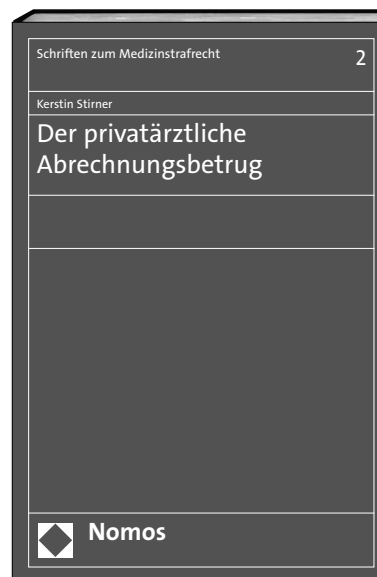 Schriften zum Medizinstrafrecht
2
Kerstin Stirner
Der privatärztliche
Abrechnungsbetrug
Nomos